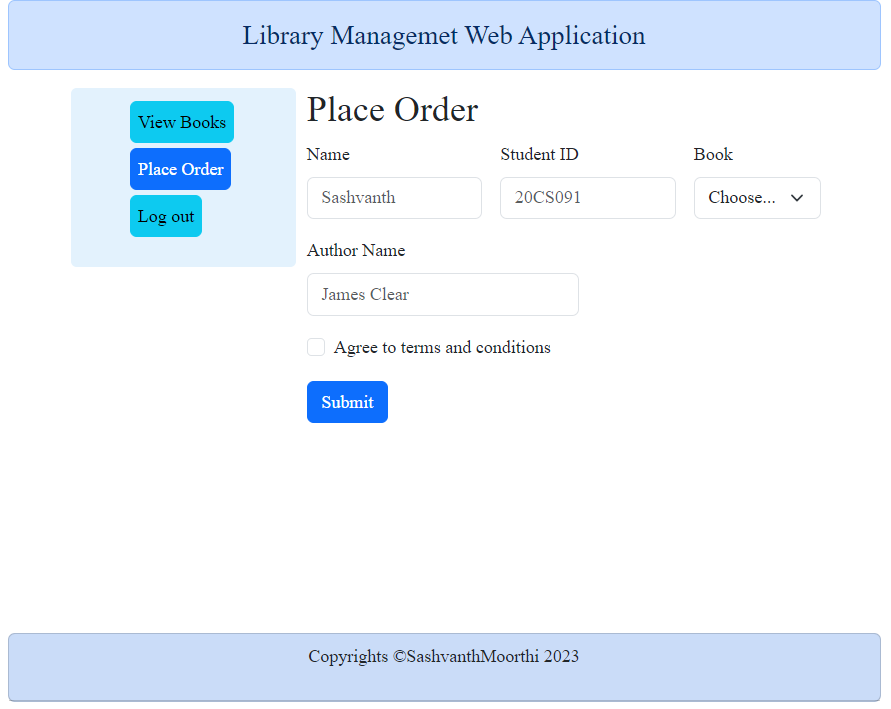 Library Managemet Web Application
View Books
Place Order
Log out
Place Order
Name
Student ID
Book
Sashvanth
20CS091
Choose...
Author Name
James Clear
Agree to terms and conditions
Submit
Copyrights ©SashvanthMoorthi 2023